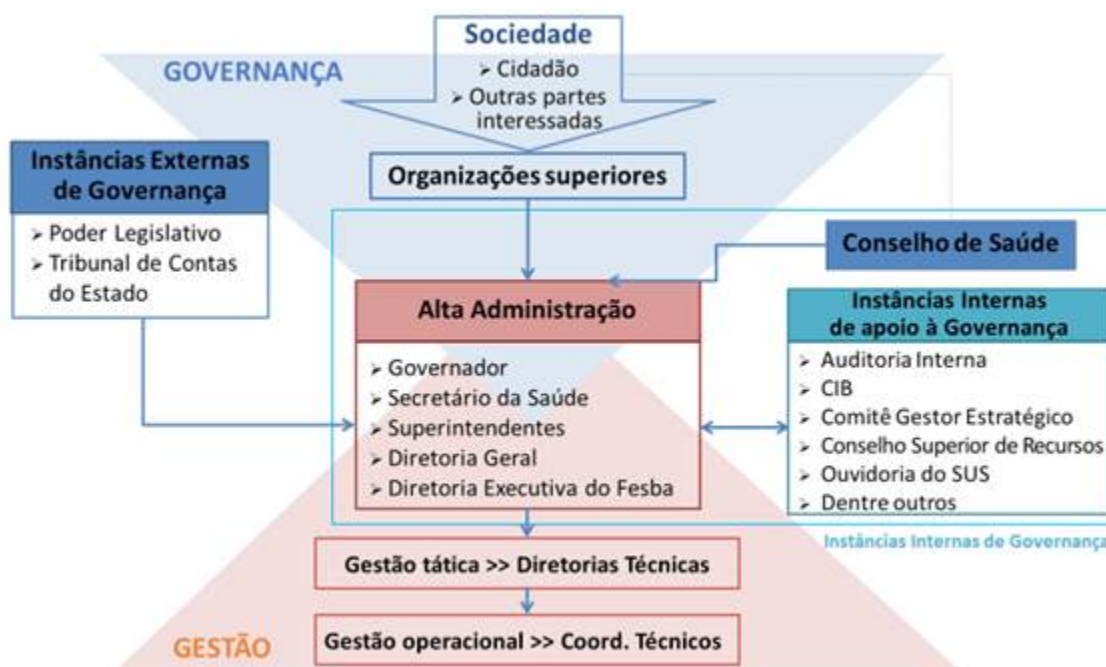 Sociedade
➢ Cidadão
➢ Outras partes
interessadas
GOVERNANÇA
Instâncias Externas
de Governança
➢ Poder Legislativo
➢ Tribunal de Contas
do Estado
Organizações superiores
Conselho de Saúde
Alta Administração
➢ Governador
➢ Secretário da Saúde
➢ Superintendentes
➢ Diretoria Geral
➢ Diretoria Executiva do Fesba
Instâncias Internas
de apoio à Governança
➢ Auditoria Interna
➢ CIB
➢ Comitê Gestor Estratégico
➢ Conselho Superior de Recursos
➢ Ouvidoria do SUS
➢ Dentre outros
Instâncias Internas de Governança
Gestão tática >> Diretorias Técnicas
Gestão operacional >> Coord. Técnicos
GESTÃO